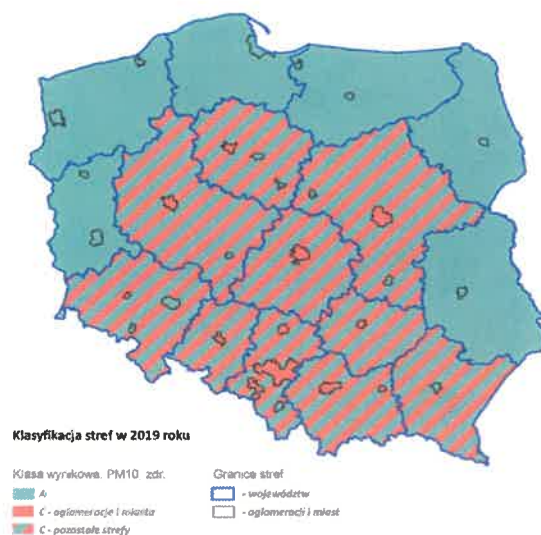 Klasyfikacja stref w 2019 roku
Klasa wynikowa PM10 zdr.
Granice stref
A
- województw
C - aglomeracje i miasta
- aglomeracji i miast
C - pozostałe strefy